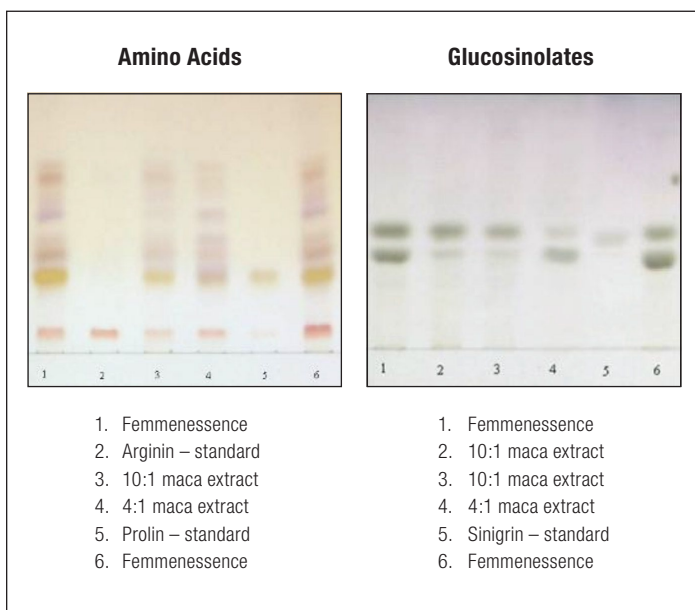 Amino Acids
Glucosinolates
1 2 3 4 5 6
1 2 3 4 5 6
1. Femmenessence
2. Arginin – standard
3. 10:1 maca extract
4. 4:1 maca extract
5. Prolin – standard
6. Femmenessence
1. Femmenessence
2. 10:1 maca extract
3. 10:1 maca extract
4. 4:1 maca extract
5. Sinigrin – standard
6. Femmenessence